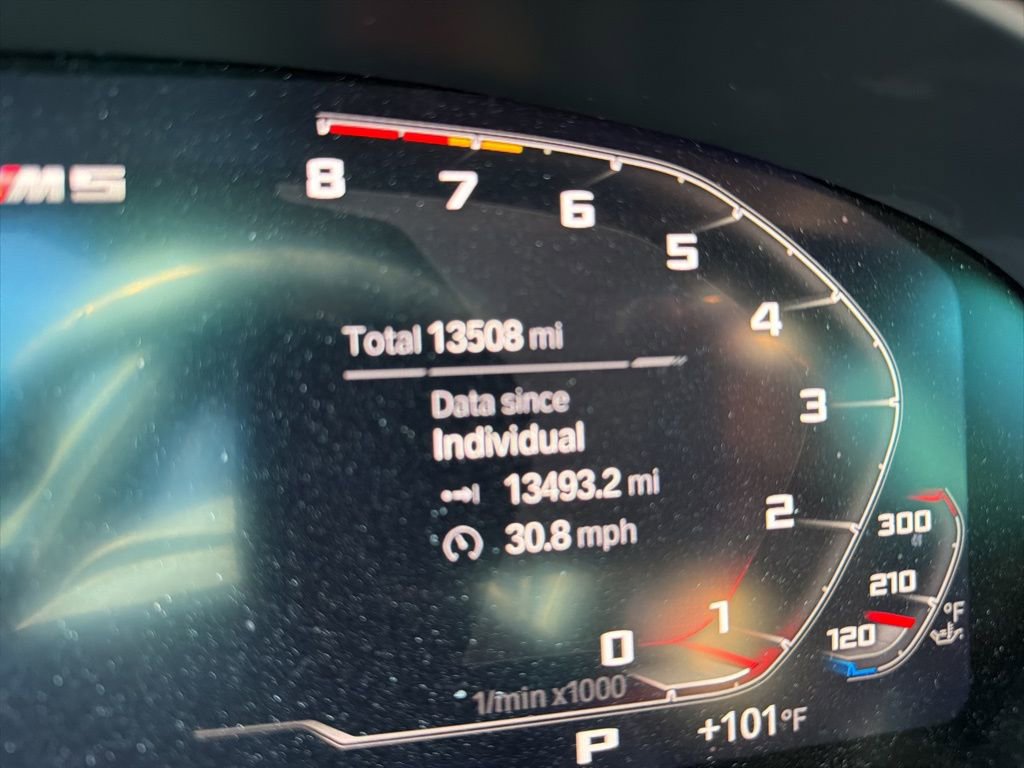 M5
8
7
6
5
4
3
2
1
0
Total 13508 mi
Data since
Individual
13493.2 mi
30.8 mph
1/min x1000
300
210
120
°F
P
+101°F